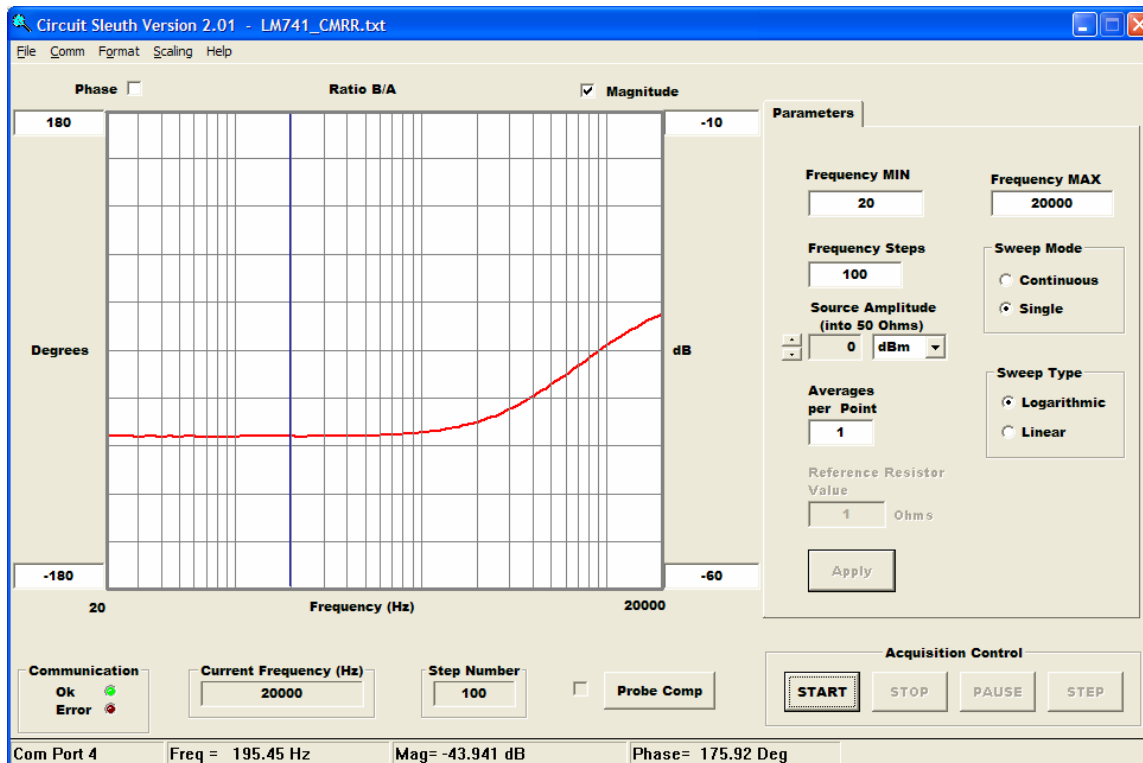 Circuit Sleuth Version 2.01 - LM741_CMRR.txt
File Comm Format Scaling Help
Phase Ratio B/A Magnitude
180 -10
Degrees dB
-180 -60
20 Frequency (Hz) 20000
Parameters
Frequency MIN Frequency MAX
20 20000
Frequency Steps
100
Sweep Mode
Continuous
Single
Source Amplitude
(into 50 Ohms)
0 dBm
Averages
per Point
1
Sweep Type
Logarithmic
Linear
Reference Resistor
Value
1 Ohms
Apply
Communication
Ok
Error
Current Frequency (Hz)
20000
Step Number
100
Probe Comp
Acquisition Control
START STOP PAUSE STEP
Com Port 4 Freq = 195.45 Hz Mag= -43.941 dB Phase= 175.92 Deg